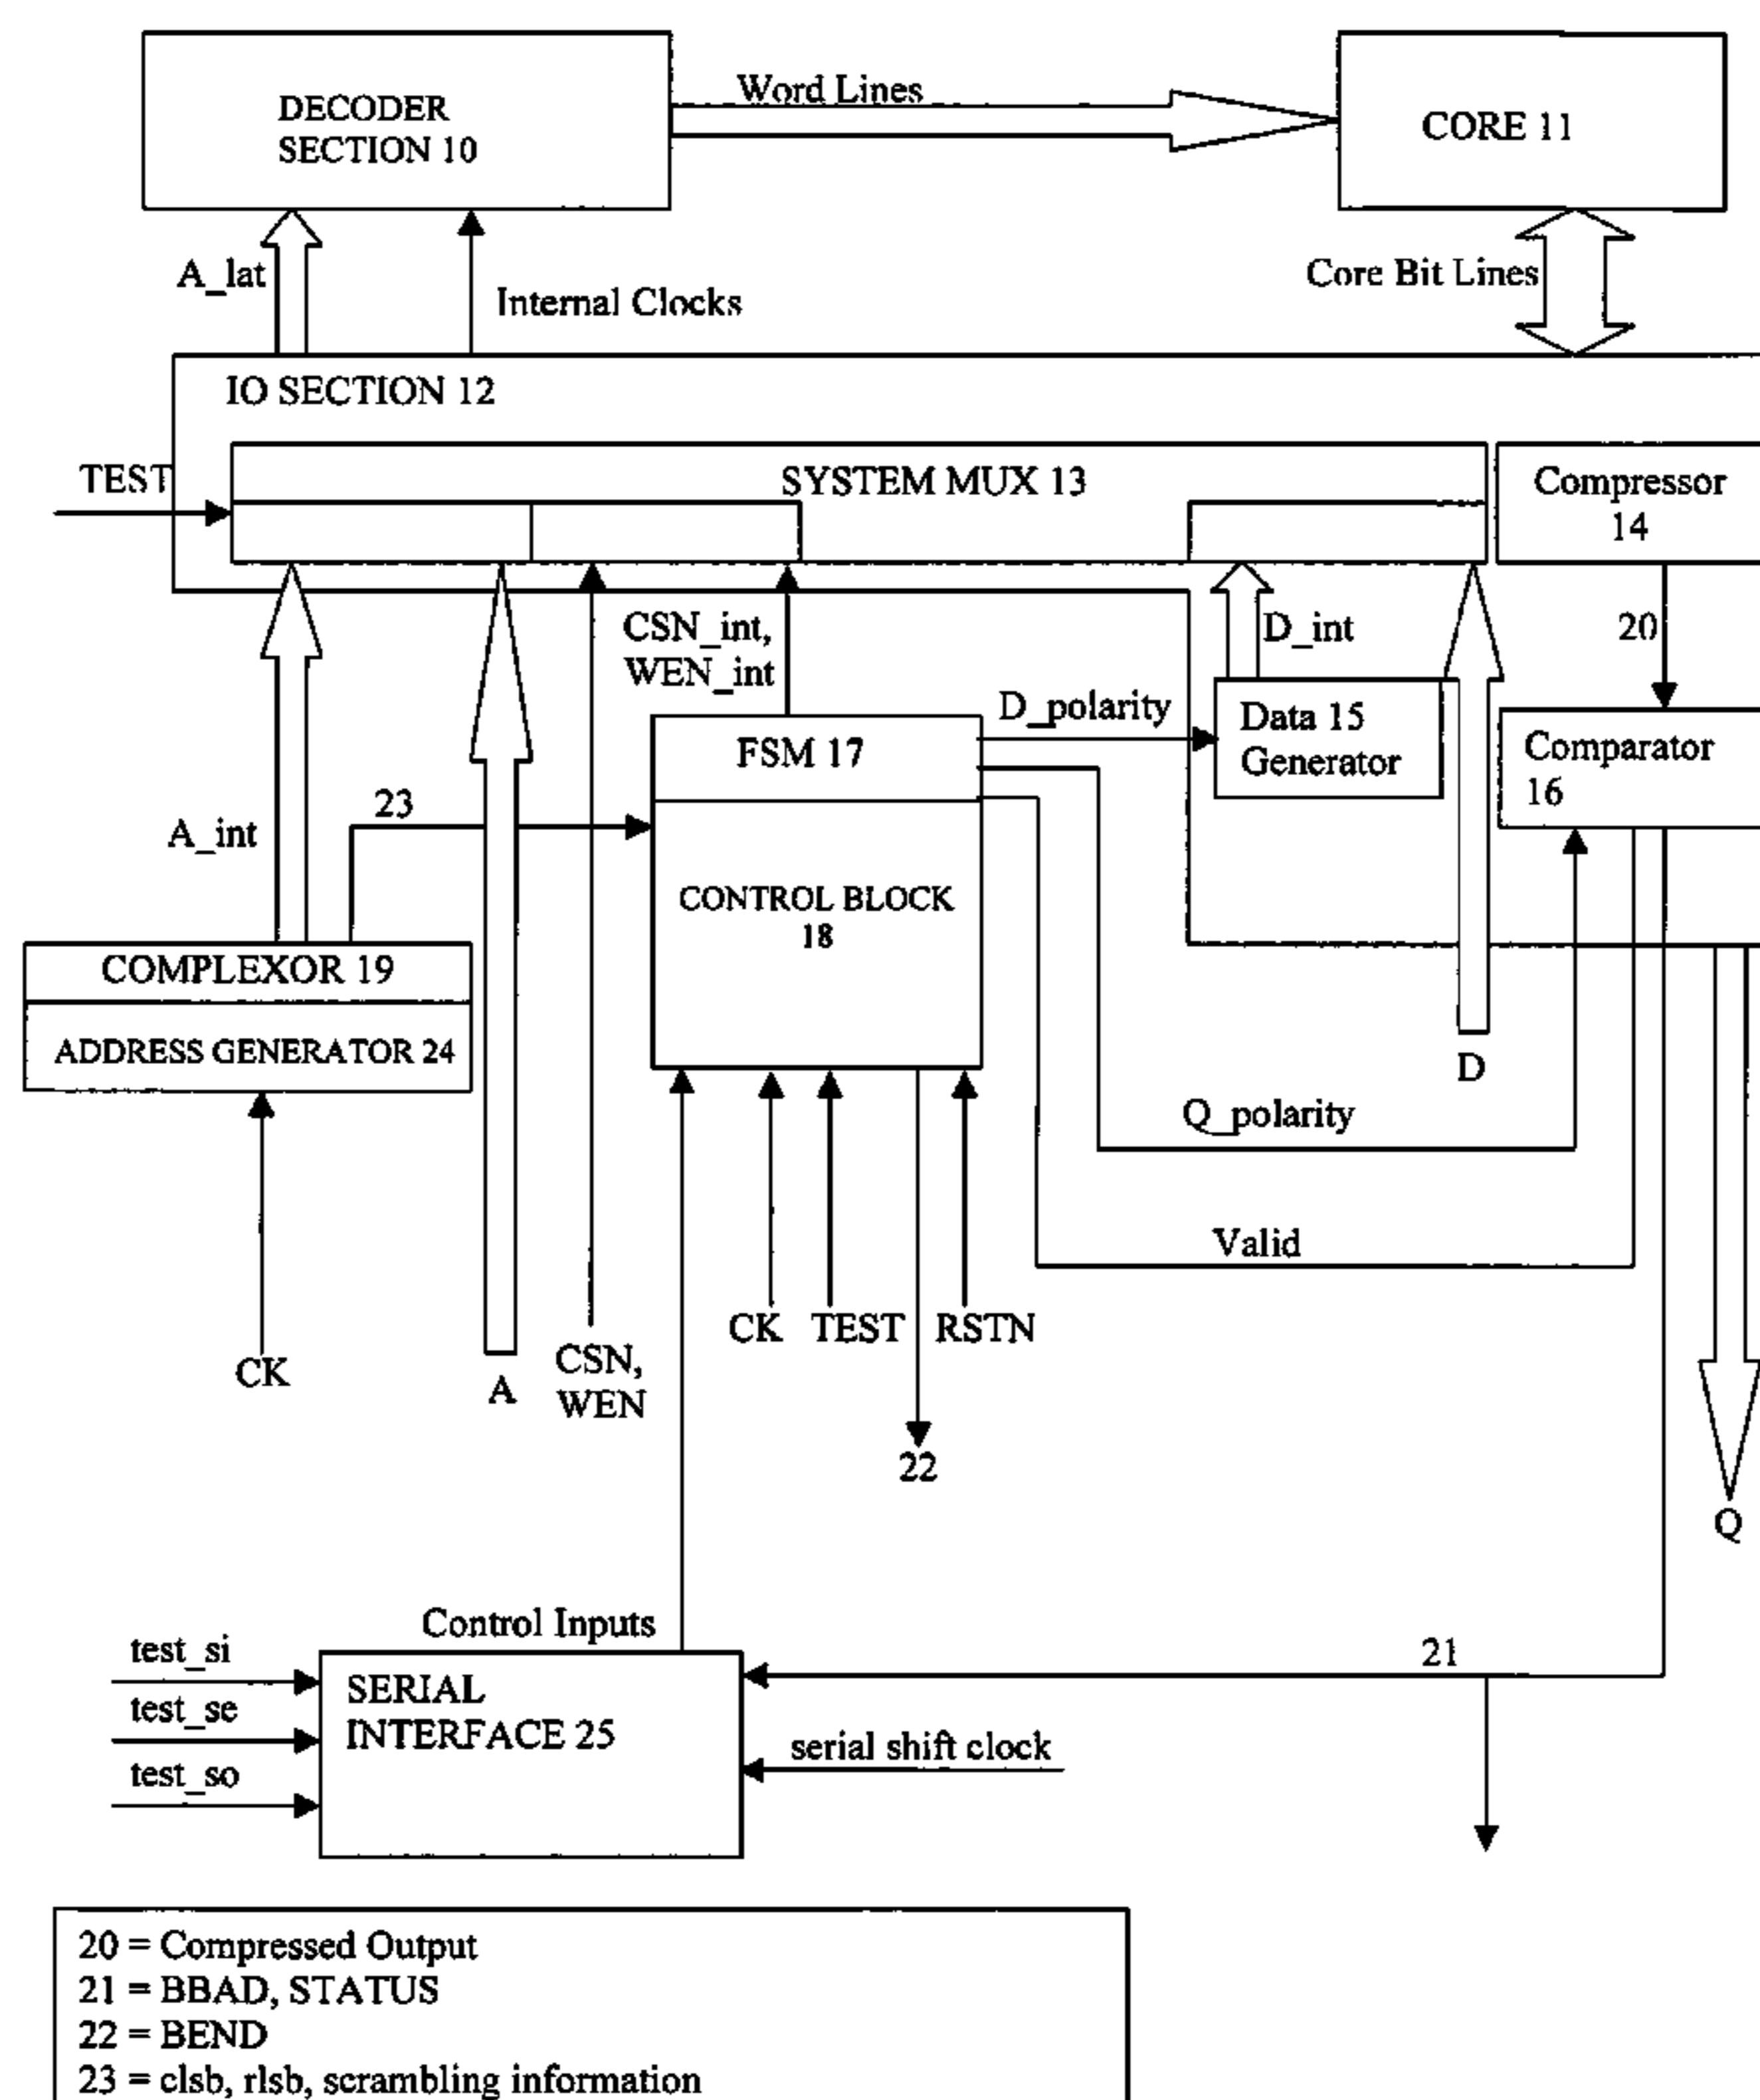 DECODER
SECTION 10
Word Lines
CORE 11
A_lat
Internal Clocks
Core Bit Lines
IO SECTION 12
TEST
SYSTEM MUX 13
Compressor
14
CSN_int,
WEN_int
D_int
20
D_polarity
Data 15
Generator
Comparator
16
FSM 17
23
A_int
CONTROL BLOCK
18
COMPLEXOR 19
ADDRESS GENERATOR 24
D
Q_polarity
Valid
CK
TEST
RSTN
CK
A
CSN,
WEN
22
Q
Control Inputs
test_si
test_se
test_so
SERIAL
INTERFACE 25
21
serial shift clock
20 = Compressed Output
21 = BBAD, STATUS
22 = BEND
23 = clsb, rlsb, scrambling information